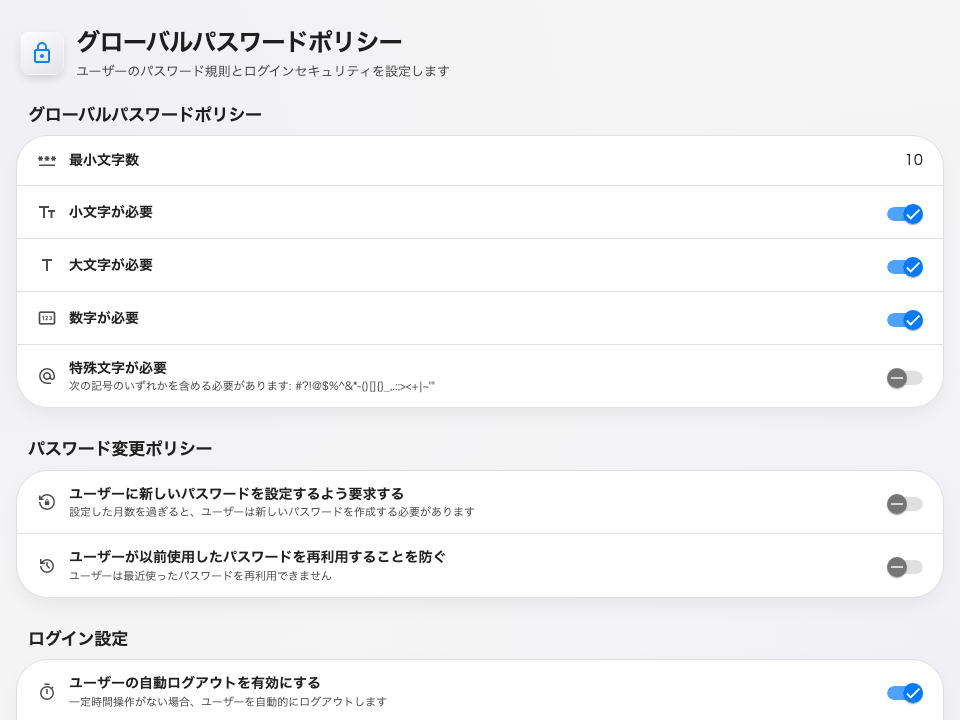 グローバルパスワードポリシー
ユーザーのパスワード規則とログインセキュリティを設定します
グローバルパスワードポリシー
最小文字数 10
小文字が必要
大文字が必要
数字が必要
特殊文字が必要
次の記号のいずれかを含める必要があります: #?!@$%^&*-()[]{}_,.:;><+|~'"
パスワード変更ポリシー
ユーザーに新しいパスワードを設定するよう要求する
設定した月数を過ぎると、ユーザーは新しいパスワードを作成する必要があります
ユーザーが以前使用したパスワードを再利用することを防ぐ
ユーザーは最近使ったパスワードを再利用できません
ログイン設定
ユーザーの自動ログアウトを有効にする
一定時間操作がない場合、ユーザーを自動的にログアウトします